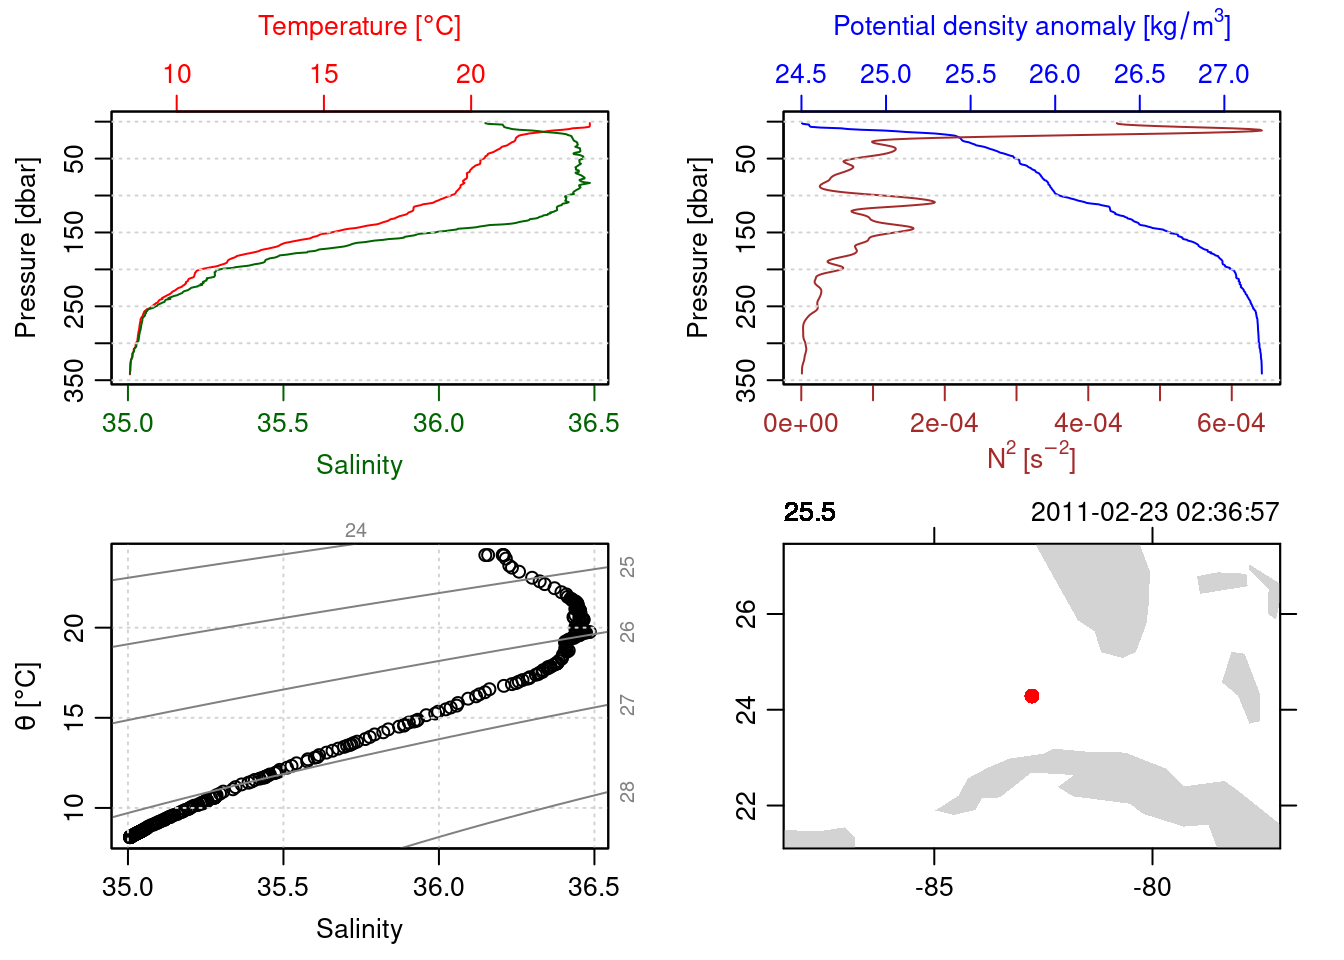 Temperature [°C]
10 15 20
Pressure [dbar]
50 150 250 350
35.0 35.5 36.0 36.5
Salinity
Potential density anomaly [kg/m³]
24.5 25.0 25.5 26.0 26.5 27.0
Pressure [dbar]
50 150 250 350
0e+00 2e-04 4e-04 6e-04
N² [s⁻²]
24
25
26
27
28
θ [°C]
20 15 10
35.0 35.5 36.0 36.5
Salinity
25.5 2011-02-23 02:36:57
26
24
22
-85 -80